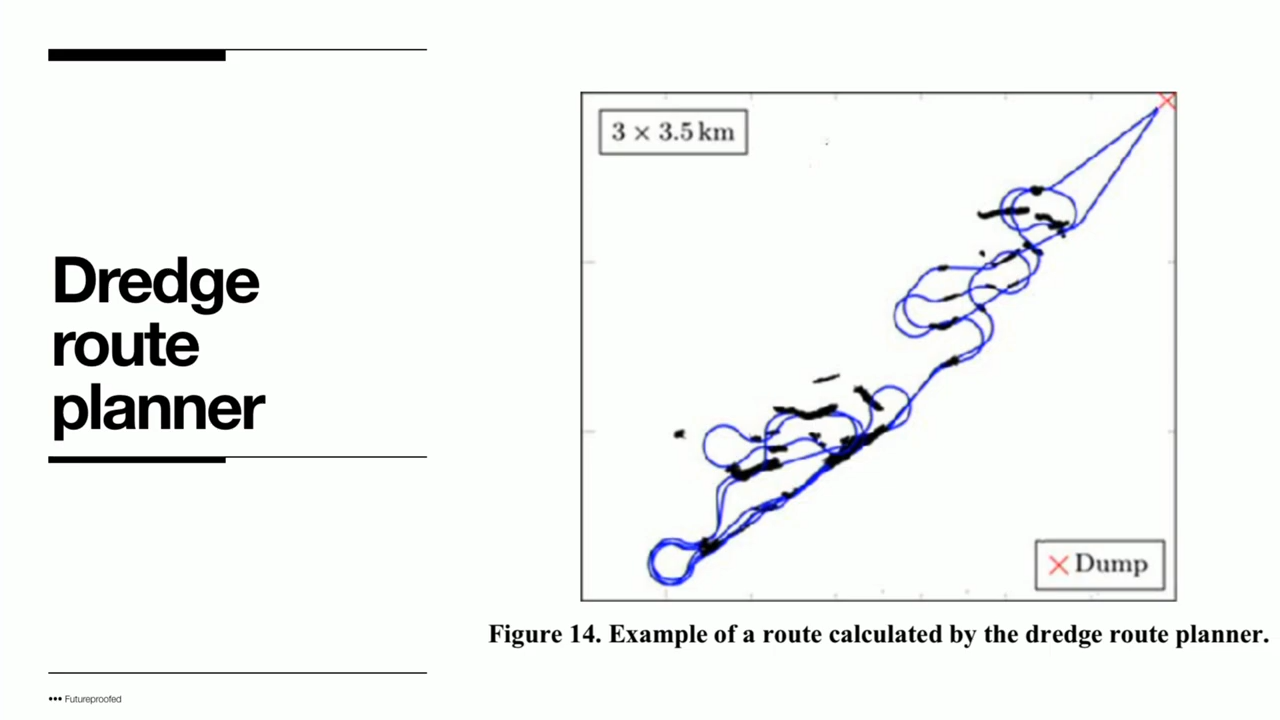 Dredge
route
planner
3 × 3.5 km
× Dump
Figure 14. Example of a route calculated by the dredge route planner.
••• Futureproofed